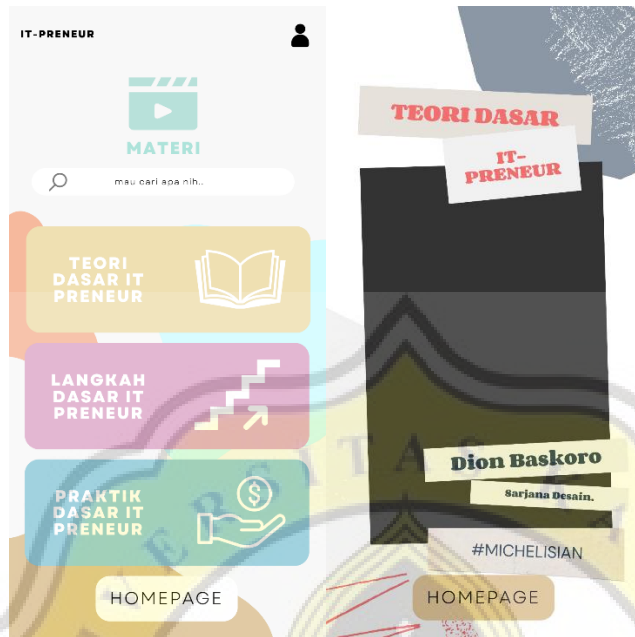 IT-PRENEUR
MATERI
mau cari apa nih..
TEORI
DASAR IT
PRENEUR
LANGKAH
DASAR IT
PRENEUR
PRAKTIK
DASAR IT
PRENEUR
HOMEPAGE
TEORI DASAR
IT-
PRENEUR
Dion Baskoro
Sarjana Desain.
#MICHELISIAN
HOMEPAGE